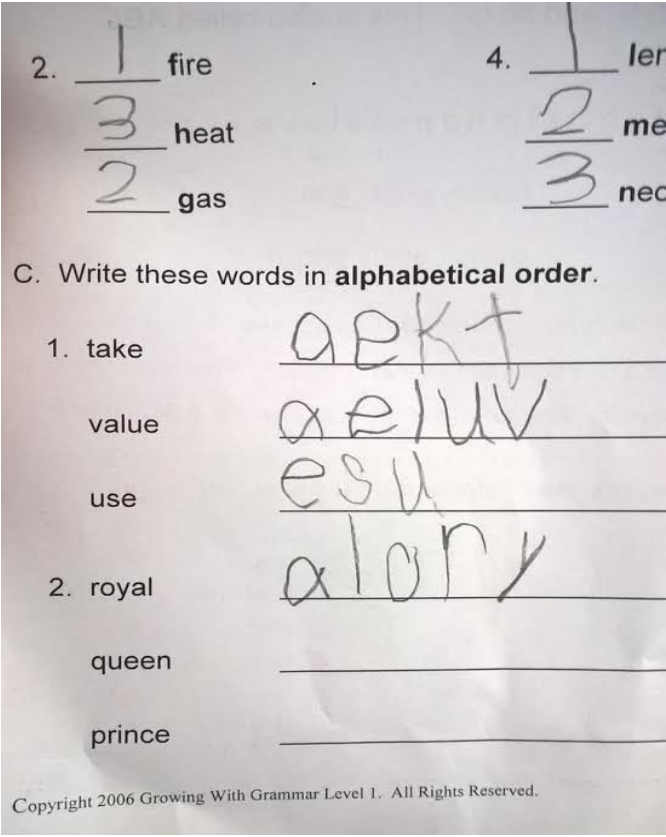 2. 1 fire
3 heat
2 gas
4. 1 ler
2 me
3 nec
C. Write these words in alphabetical order.
1. take aekt
value aeluv
use esu
2. royal alory
queen
prince
Copyright 2006 Growing With Grammar Level 1. All Rights Reserved.